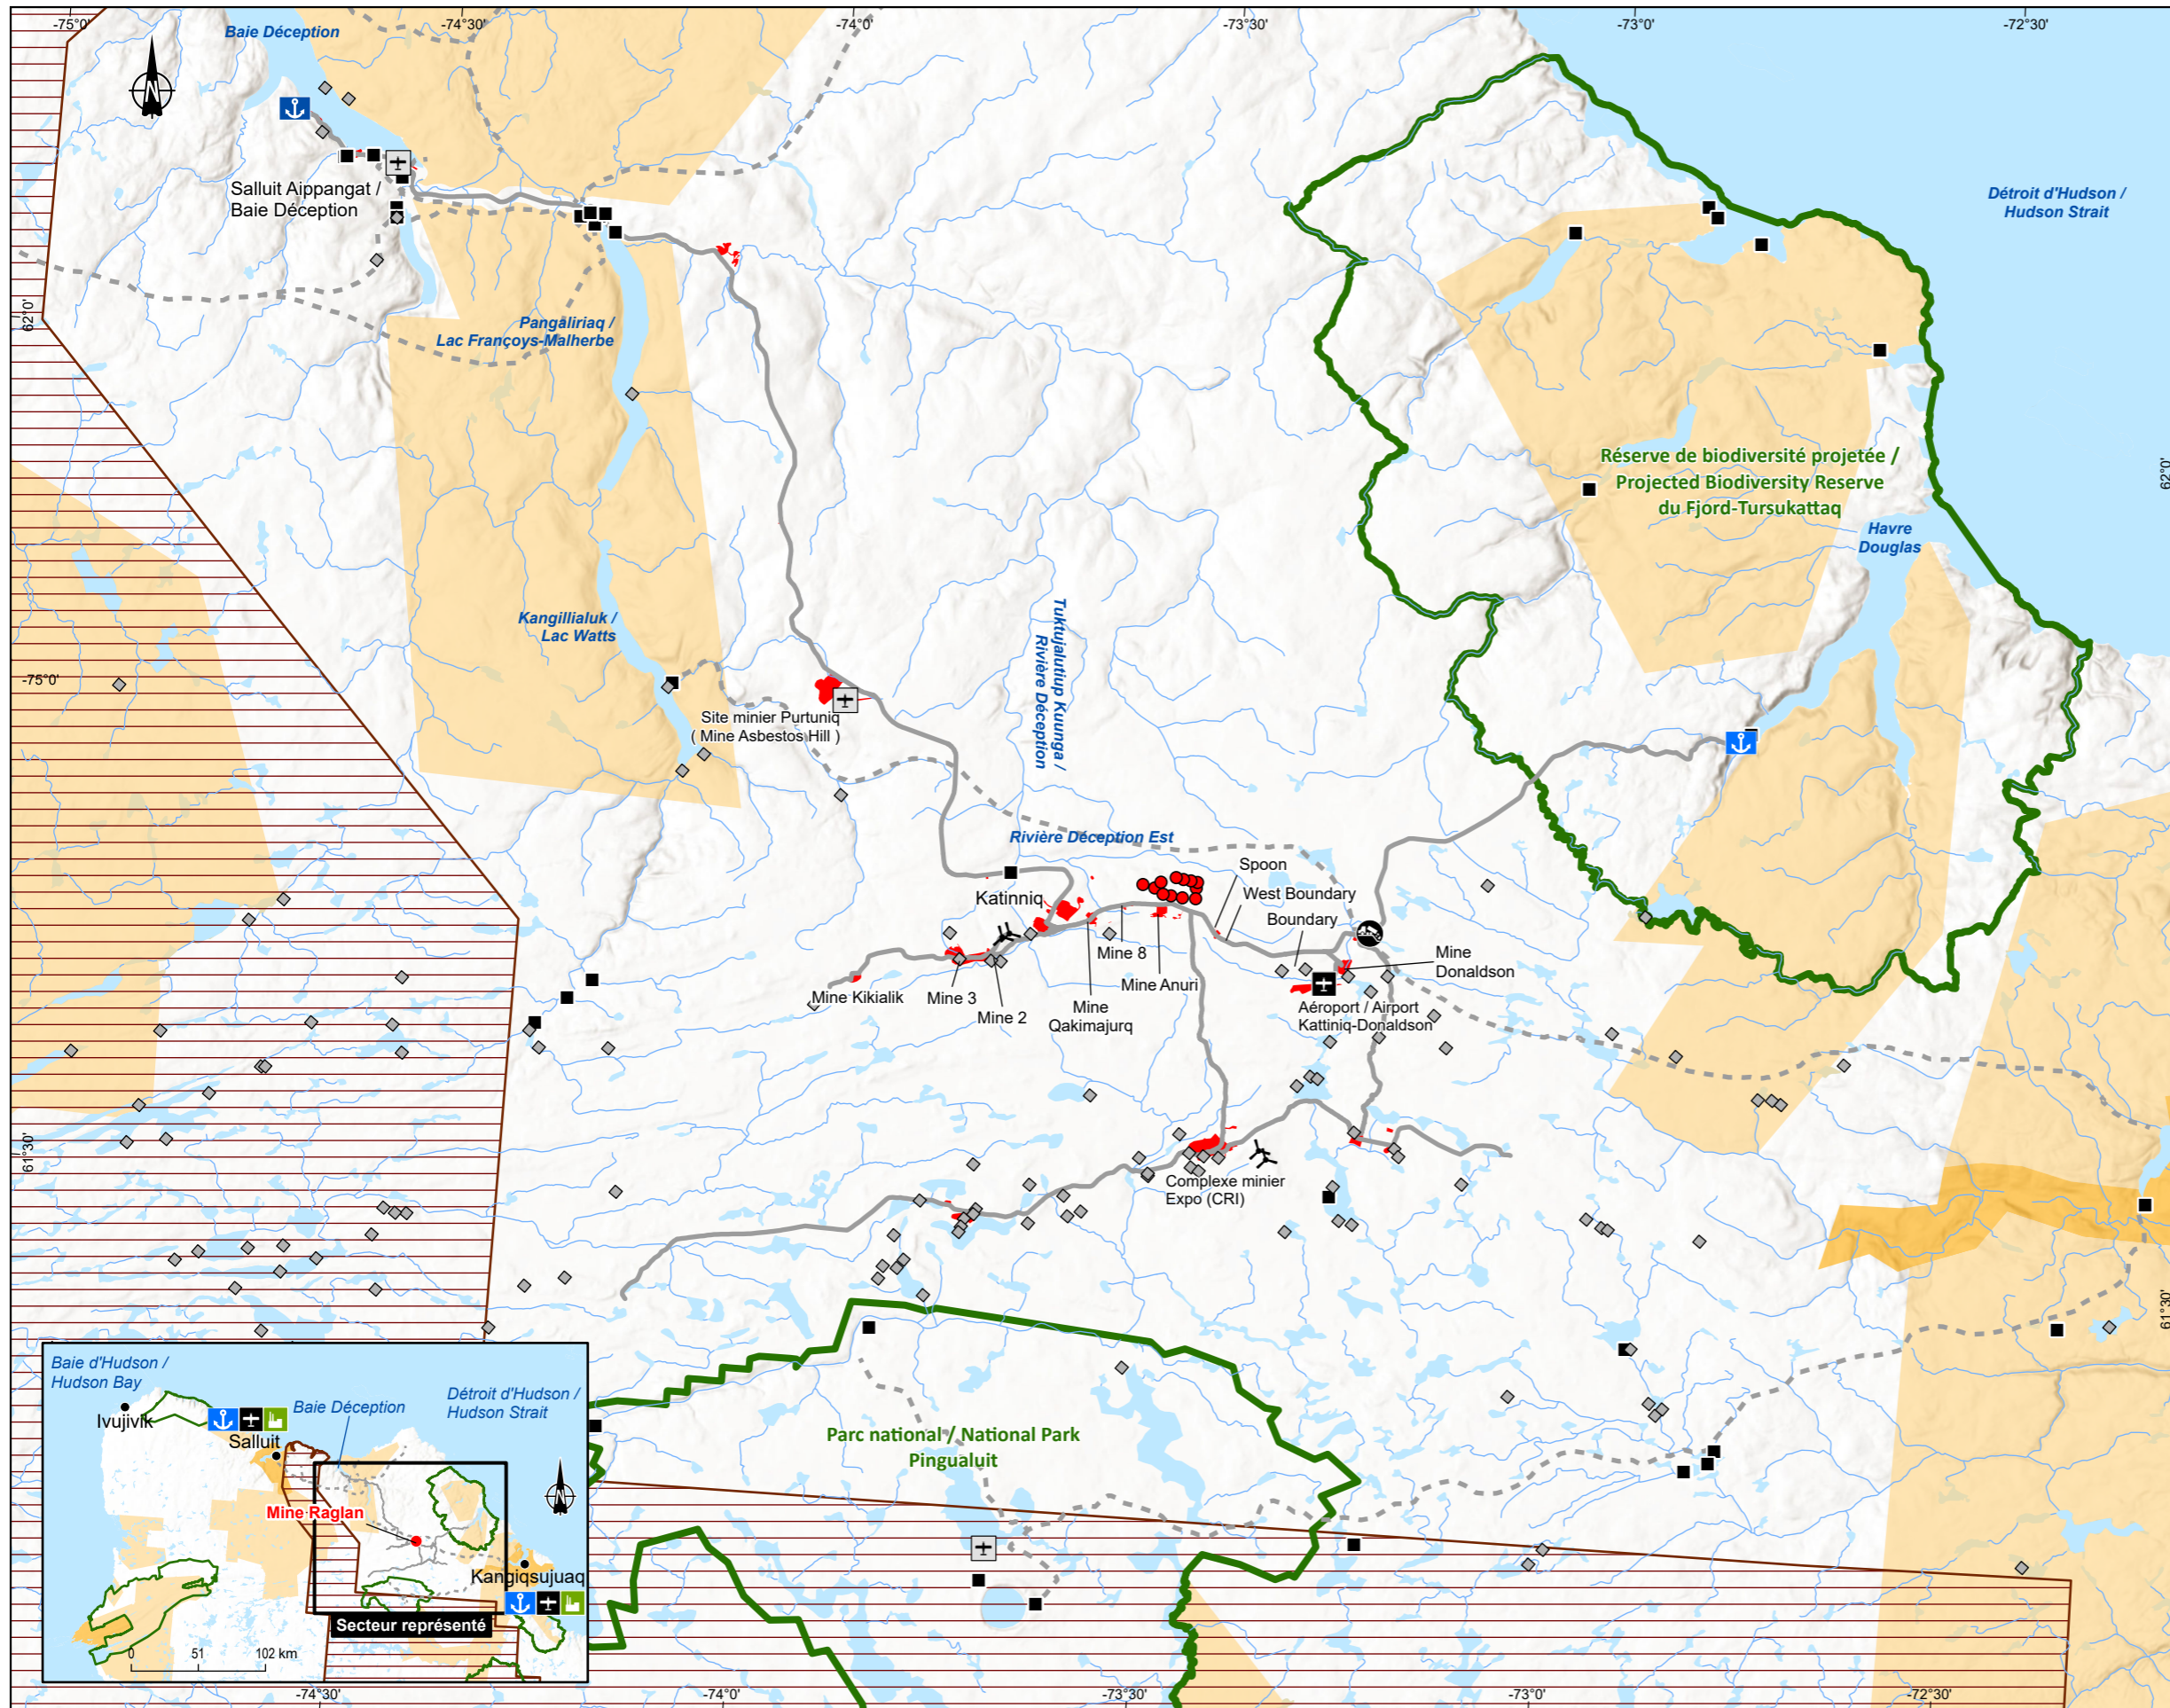 -75°0'
-74°30'
-74°0'
-73°30'
-73°0'
-72°30'
Baie Déception
N
Salluit Aippangat /
Baie Déception
Détroit d'Hudson /
Hudson Strait
62°0'
Pangaliriaq /
Lac Françoys-Malherbe
Réserve de biodiversité projetée /
Projected Biodiversity Reserve
du Fjord-Tursukattaq
62°0'
Havre
Douglas
Kangillialuk /
Lac Watts
Tuktujalutiup Kuunga /
Rivière Déception
-75°0'
Site minier Purtuniq
( Mine Asbestos Hill )
Rivière Déception Est
Spoon
West Boundary
Boundary
Katinniq
Mine 8
Mine
Donaldson
Mine Anuri
Mine Kikialik
Mine 3
Mine 2
Mine
Qakimajurq
Aéroport / Airport
Kattiniq-Donaldson
61°30'
Complexe minier
Expo (CRI)
61°30'
Parc national / National Park
Pingualuit
Baie d'Hudson /
Hudson Bay
Détroit d'Hudson /
Hudson Strait
Baie Déception
Ivujivik
Salluit
N
Mine Raglan
Kangiqsujuaq
Secteur représenté
0 51 102 km
-74°30'
-74°0'
-73°30'
-73°0'
-72°30'